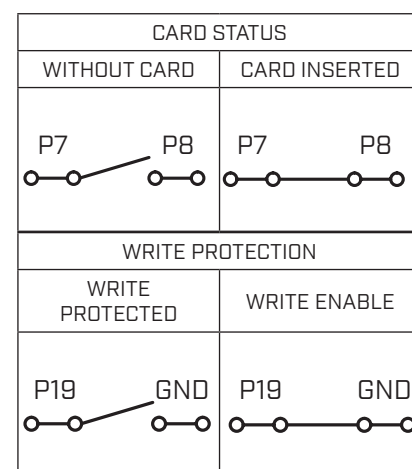 CARD STATUS
WITHOUT CARD CARD INSERTED
P7 P8 P7 P8
WRITE PROTECTION
WRITE
PROTECTED
WRITE ENABLE
P19 GND P19 GND